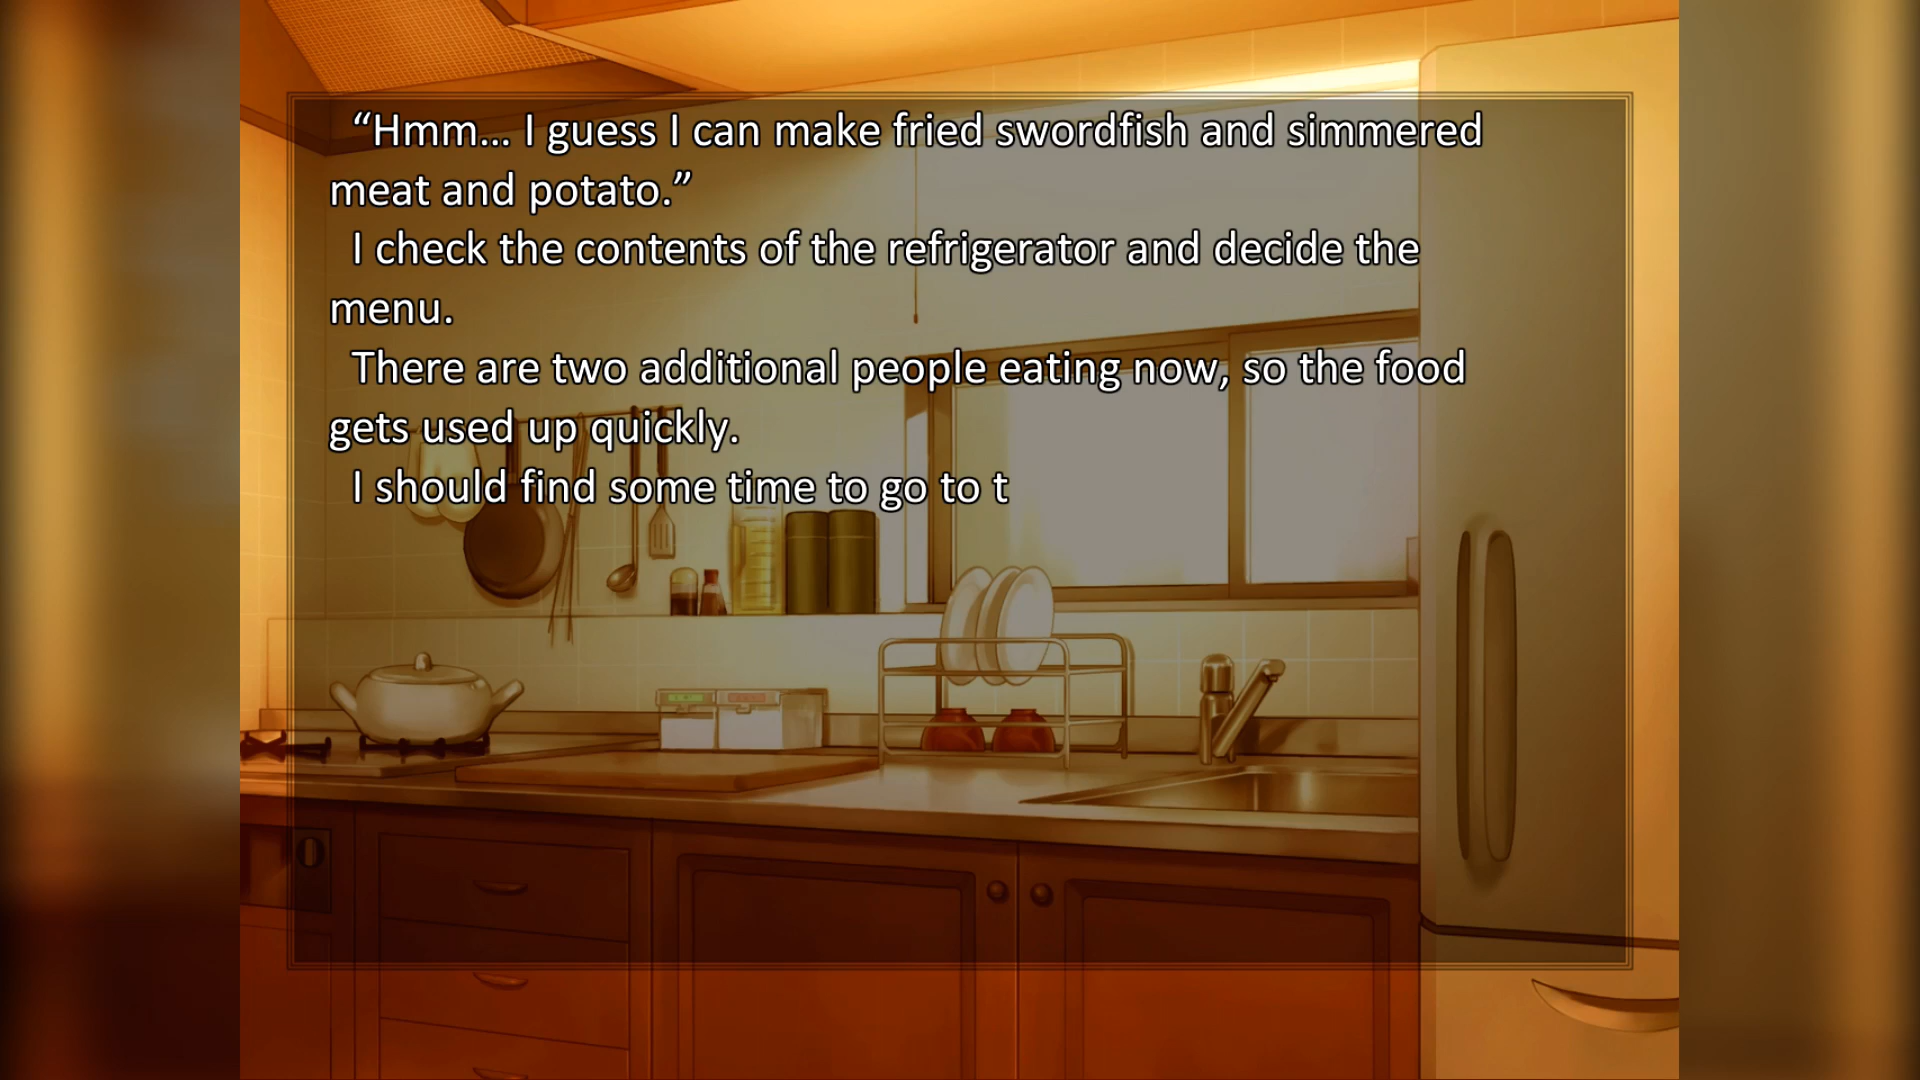 “Hmm... I guess I can make fried swordfish and simmered
meat and potato.”
I check the contents of the refrigerator and decide the
menu.
There are two additional people eating now, so the food
gets used up quickly.
I should find some time to go to t